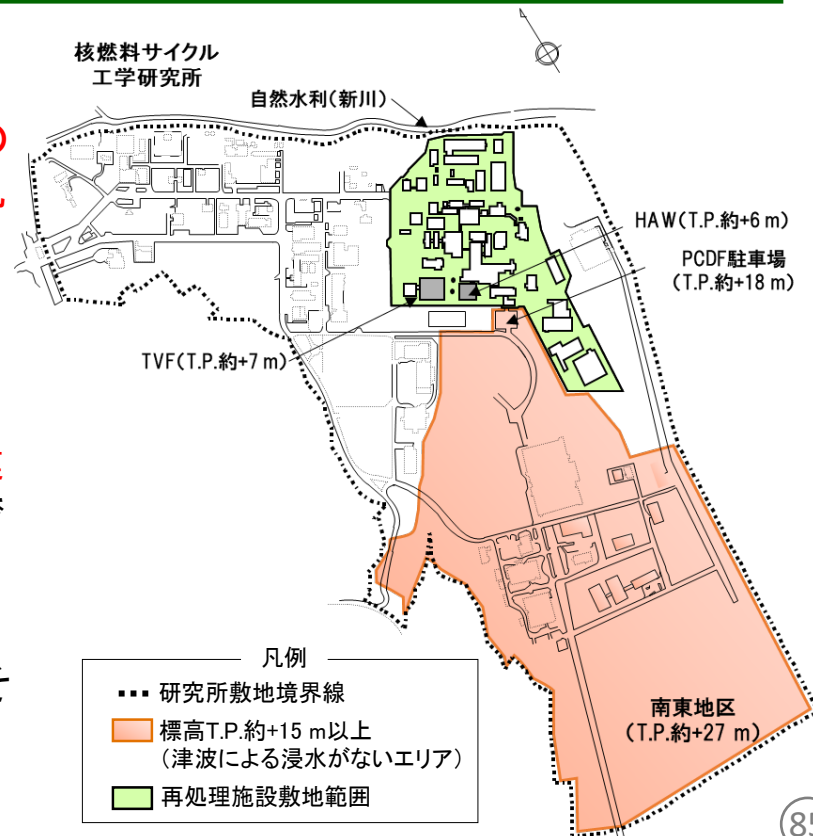 核燃料サイクル
工学研究所
自然水利(新川)
の
HAW(T.P.約+6 m)
PCDF駐車場
(T.P.約+18 m)
TVF(T.P.約+7 m)
南東地区
(T.P.約+27 m)
凡例
研究所敷地境界線
標高T.P.約+15 m以上
(津波による浸水がないエリア)
再処理施設敷地範囲
85